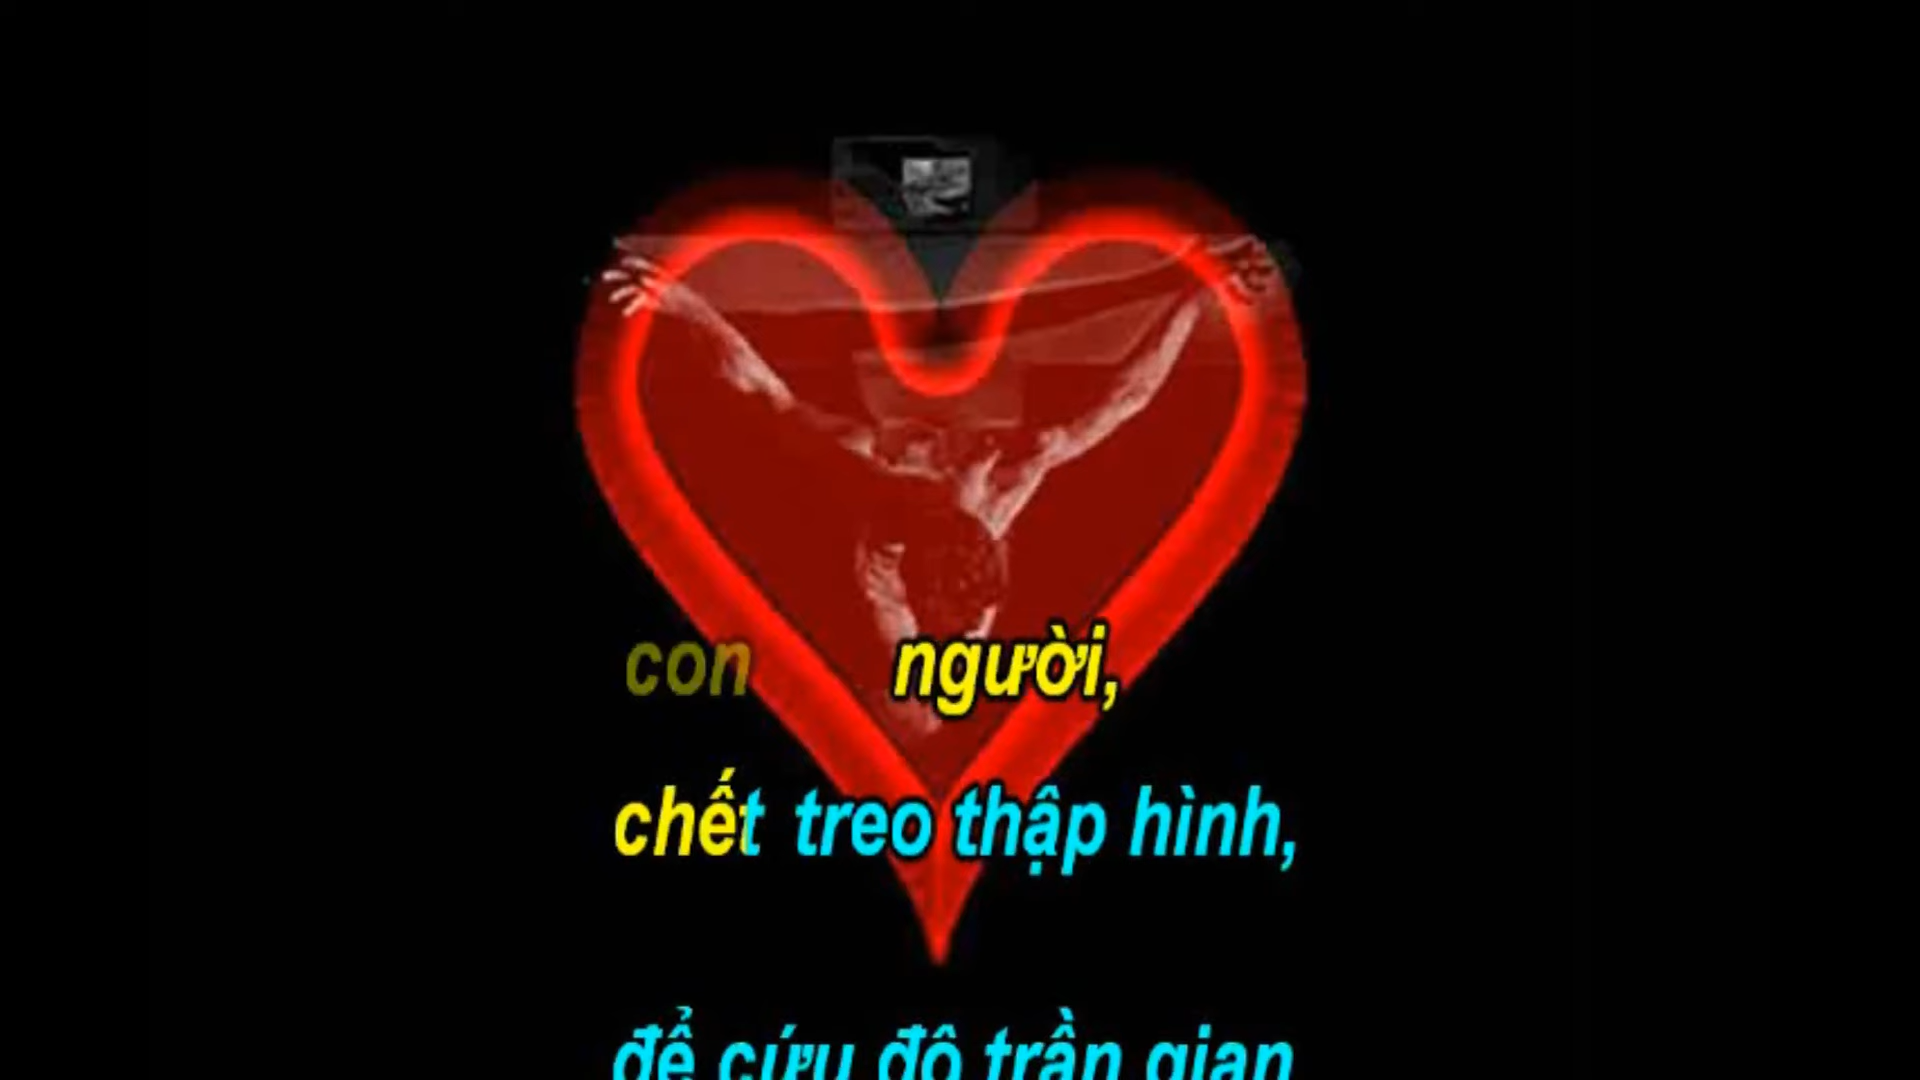 con người,
chết treo thập hình,
để cứu độ trần gian